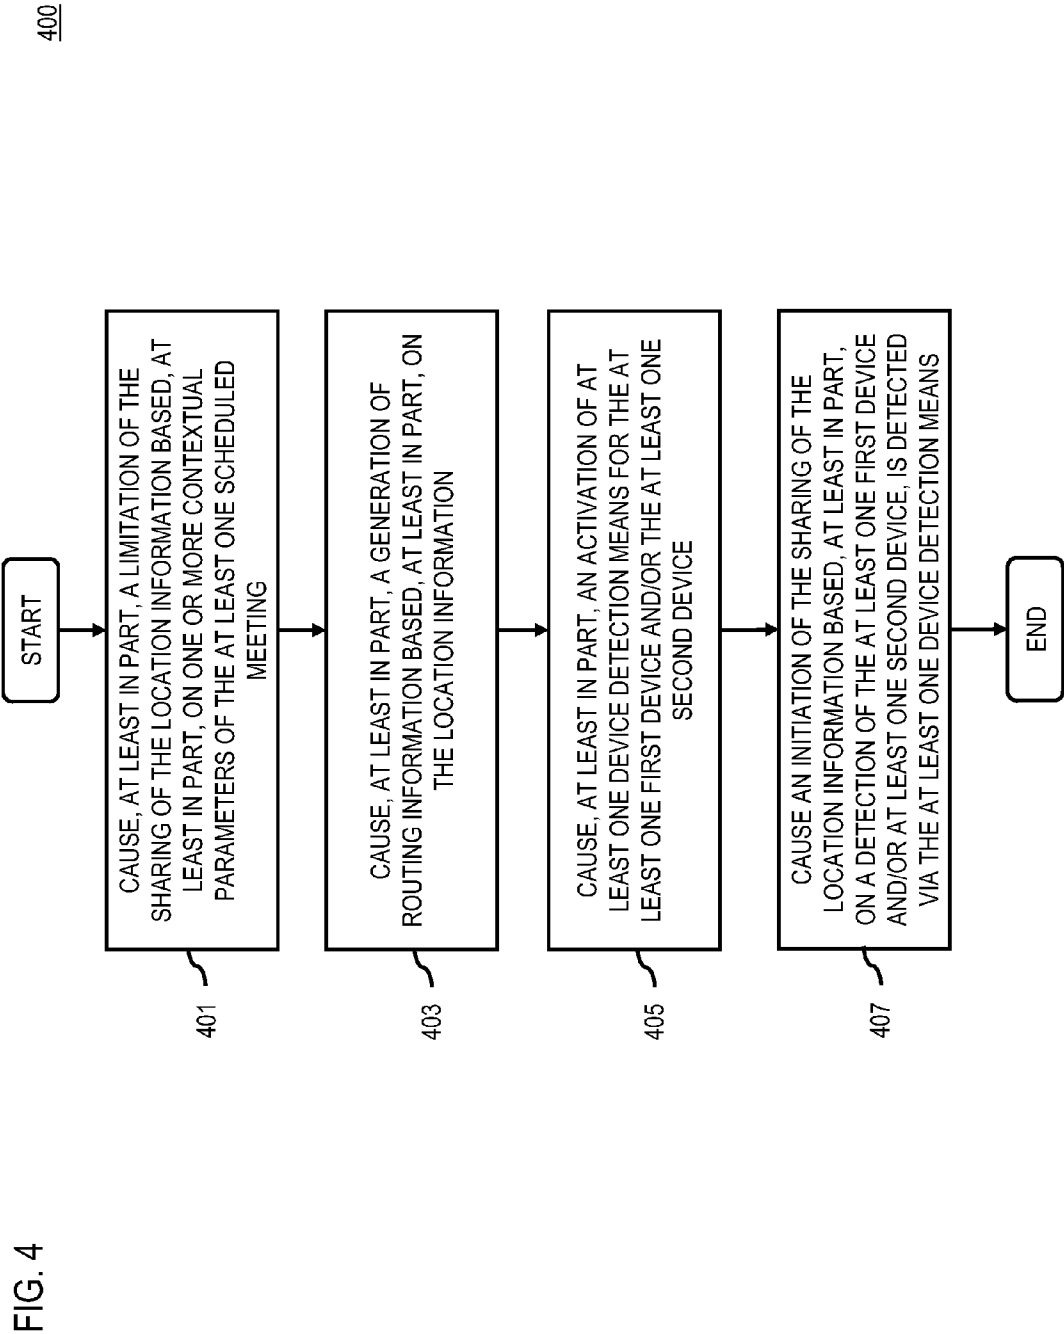 FIG. 4
400
START
CAUSE, AT LEAST IN PART, A LIMITATION OF THE
SHARING OF THE LOCATION INFORMATION BASED, AT
LEAST IN PART, ON ONE OR MORE CONTEXTUAL
PARAMETERS OF THE AT LEAST ONE SCHEDULED
MEETING
401
CAUSE, AT LEAST IN PART, A GENERATION OF
ROUTING INFORMATION BASED, AT LEAST IN PART, ON
THE LOCATION INFORMATION
403
CAUSE, AT LEAST IN PART, AN ACTIVATION OF AT
LEAST ONE DEVICE DETECTION MEANS FOR THE AT
LEAST ONE FIRST DEVICE AND/OR THE AT LEAST ONE
SECOND DEVICE
405
CAUSE AN INITIATION OF THE SHARING OF THE
LOCATION INFORMATION BASED, AT LEAST IN PART,
ON A DETECTION OF THE AT LEAST ONE FIRST DEVICE
AND/OR AT LEAST ONE SECOND DEVICE, IS DETECTED
VIA THE AT LEAST ONE DEVICE DETECTION MEANS
407
END